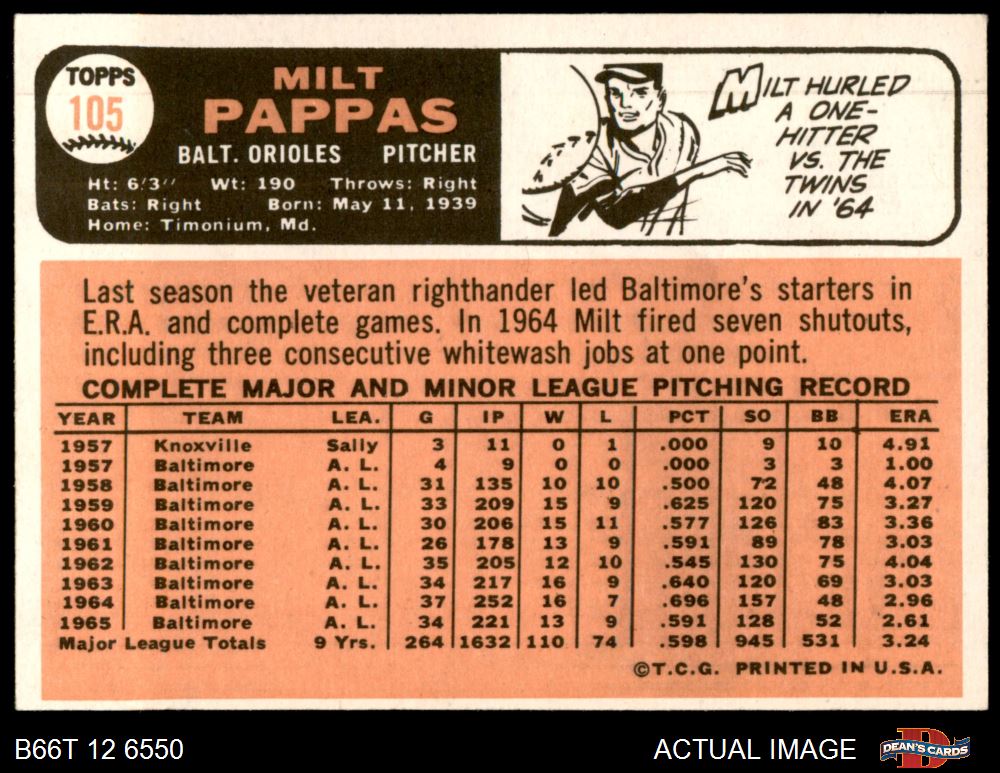 TOPPS
105
MILT
PAPPAS
BALT. ORIOLES PITCHER
Ht: 6'3" Wt: 190 Throws: Right
Bats: Right Born: May 11, 1939
Home: Timonium, Md.
MILT HURLED
A ONE-
HITTER
VS. THE
TWINS
IN '64
Last season the veteran righthander led Baltimore's starters in
E.R.A. and complete games. In 1964 Milt fired seven shutouts,
including three consecutive whitewash jobs at one point.
COMPLETE MAJOR AND MINOR LEAGUE PITCHING RECORD
YEAR TEAM LEA. G IP W L PCT SO BB ERA
1957 Knoxville Sally 3 11 0 1 .000 9 10 4.91
1957 Baltimore A. L. 4 9 0 0 .000 3 3 1.00
1958 Baltimore A. L. 31 135 10 10 .500 72 48 4.07
1959 Baltimore A. L. 33 209 15 9 .625 120 75 3.27
1960 Baltimore A. L. 30 206 15 11 .577 126 83 3.36
1961 Baltimore A. L. 26 178 13 9 .591 89 78 3.03
1962 Baltimore A. L. 35 205 12 10 .545 130 75 4.04
1963 Baltimore A. L. 34 217 16 9 .640 120 69 3.03
1964 Baltimore A. L. 37 252 16 7 .696 157 48 2.96
1965 Baltimore A. L. 34 221 13 9 .591 128 52 2.61
Major League Totals 9 Yrs. 264 1632 110 74 .598 945 531 3.24
©T.C.G. PRINTED IN U.S.A.
B66T 12 6550 ACTUAL IMAGE
DEAN'S CARDS